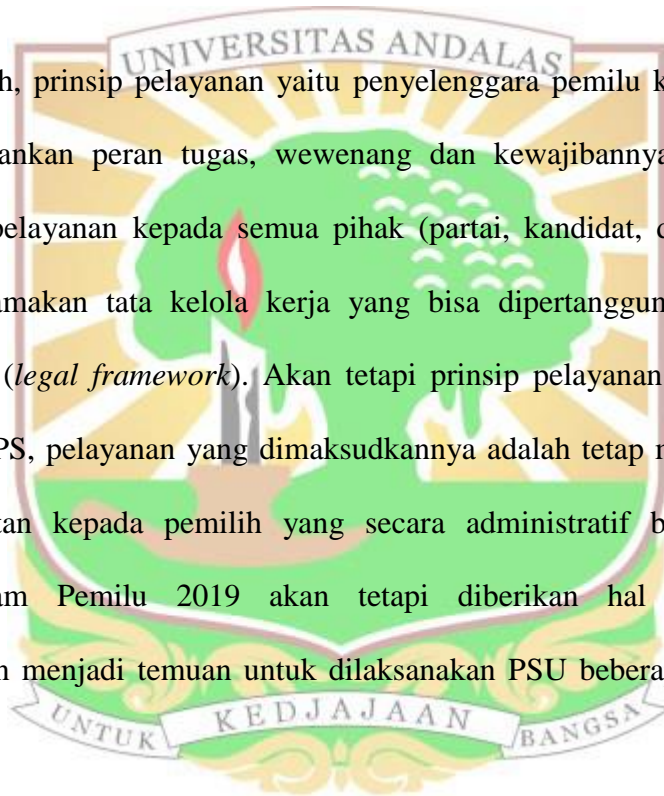 UNIVERSITAS ANDALAS
h, prinsip pelayanan yaitu penyelenggara pemilu k
ankan peran tugas, wewenang dan kewajibannya
pelayanan kepada semua pihak (partai, kandidat, d
makan tata kelola kerja yang bisa dipertanggun
(legal framework). Akan tetapi prinsip pelayanan
PS, pelayanan yang dimaksudkannya adalah tetap m
tan kepada pemilih yang secara administratif b
am Pemilu 2019 akan tetapi diberikan hal
n menjadi temuan untuk dilaksanakan PSU bebera
UNTUK KEDJAJAAN BANGSA